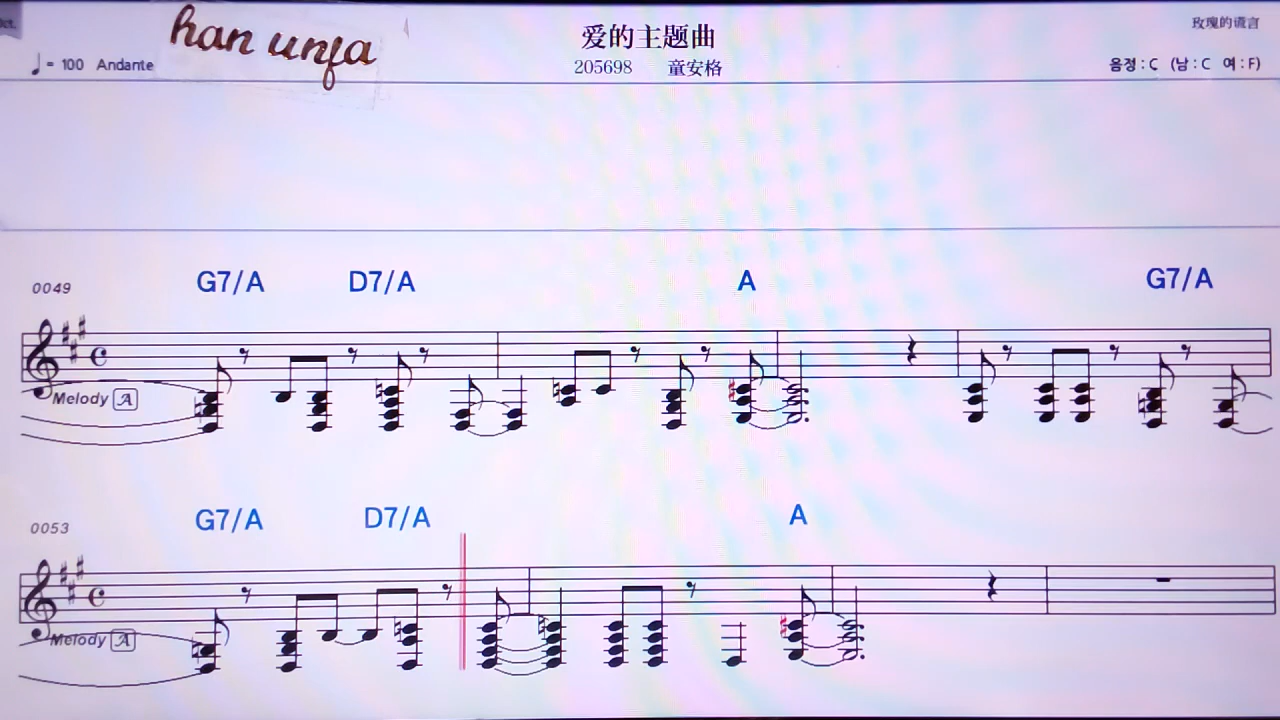 han unfa
爱的主题曲
玫瑰的谎言
♩= 100 Andante
205698 童安格
음정 : C (남 : C 여 : F)
0049 G7/A D7/A A G7/A
Melody A
0053 G7/A D7/A A
Melody A